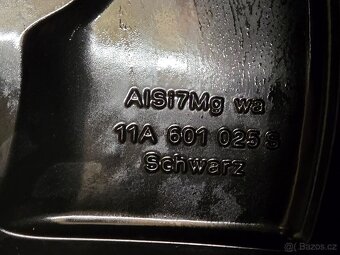 AlSi7Mg wa
11A 601 025 S
Schwarz
Bazos.cz